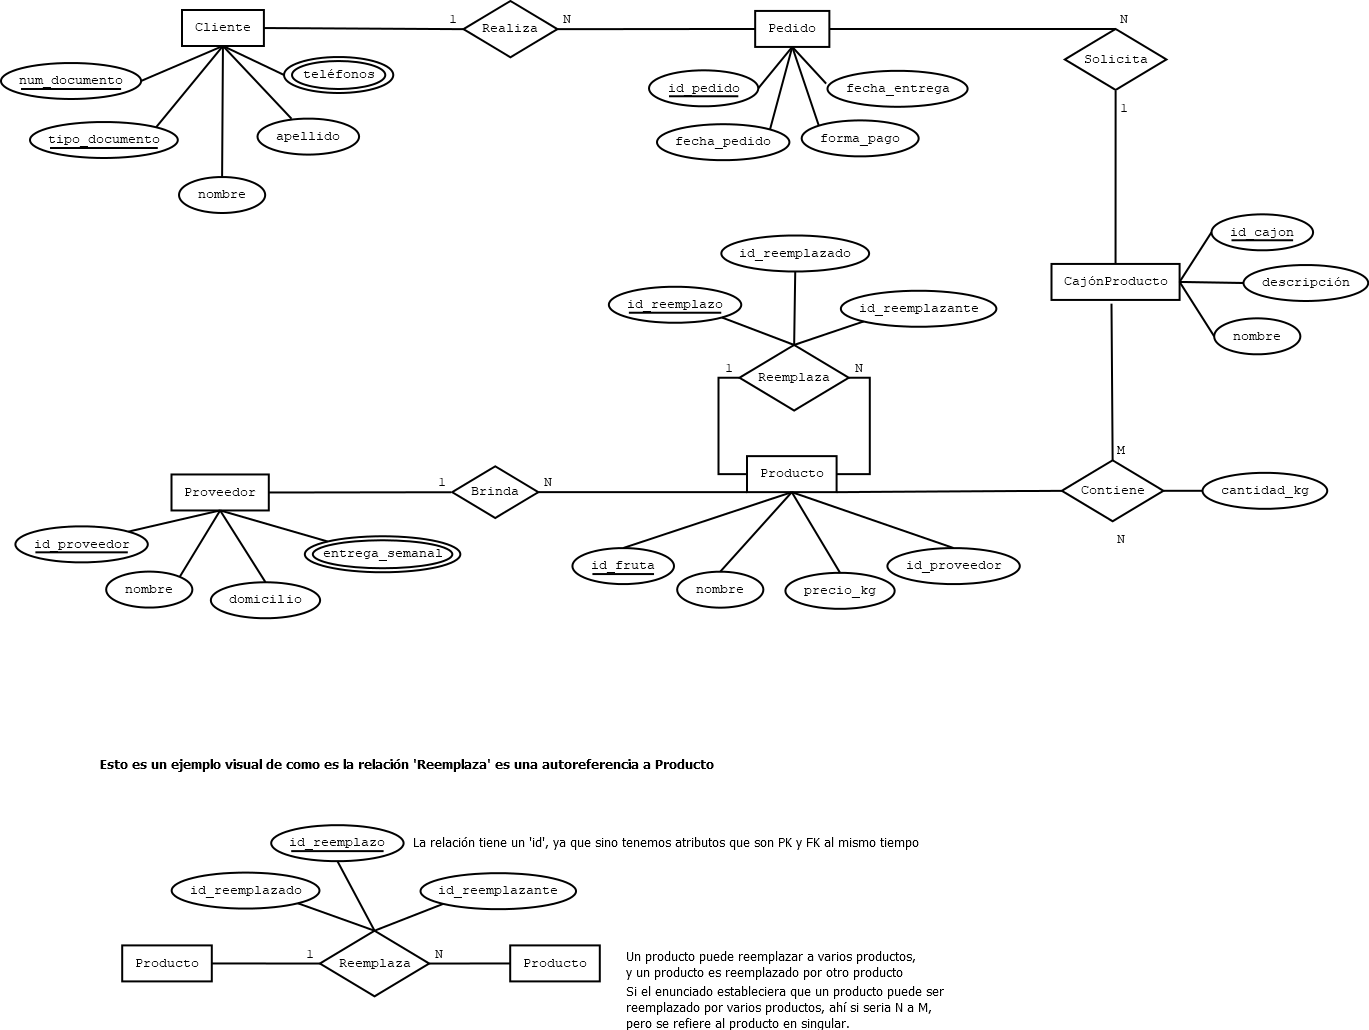 Cliente
1
Realiza
N
Pedido
N
Solicita
1
num_documento
teléfonos
tipo_documento
apellido
nombre
id_pedido
fecha_entrega
fecha_pedido
forma_pago
id_cajon
CajónProducto
descripción
nombre
id_reemplazado
id_reemplazo
id_reemplazante
1
Reemplaza
N
Proveedor
1
Brinda
N
Producto
M
Contiene
N
cantidad_kg
id_proveedor
entrega_semanal
nombre
domicilio
id_fruta
id_proveedor
nombre
precio_kg
Esto es un ejemplo visual de como es la relación 'Reemplaza' es una autoreferencia a Producto
id_reemplazo
La relación tiene un 'id', ya que sino tenemos atributos que son PK y FK al mismo tiempo
id_reemplazado
id_reemplazante
Producto
1
Reemplaza
N
Producto
Un producto puede reemplazar a varios productos,
y un producto es reemplazado por otro producto
Si el enunciado estableciera que un producto puede ser
reemplazado por varios productos, ahí si seria N a M,
pero se refiere al producto en singular.